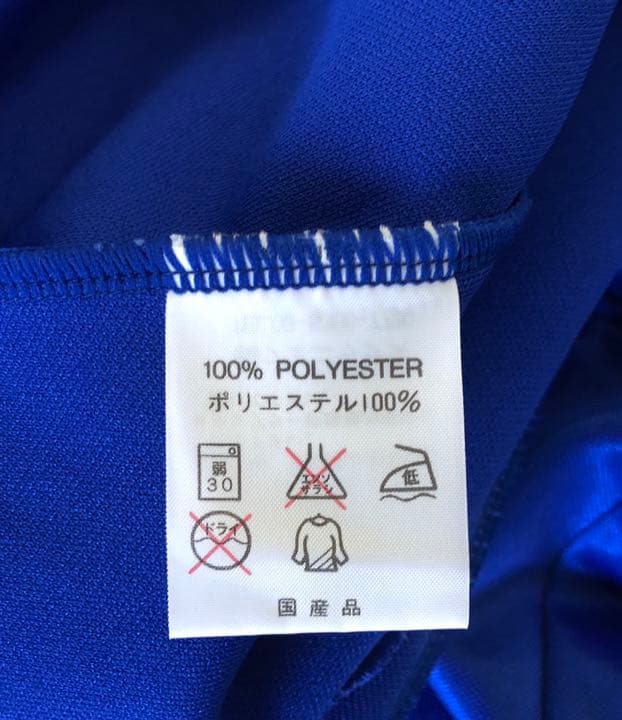 100% POLYESTER
ポリエステル100%
弱
30
エンソ
サラシ
低
ドライ
国産品